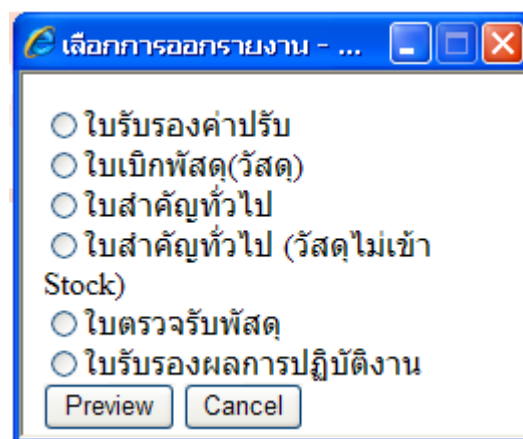 เลือกการออกรายงาน - ...
ใบรับรองค่าปรับ
ใบเบิกพัสดุ(วัสดุ)
ใบสำคัญทั่วไป
ใบสำคัญทั่วไป (วัสดุไม่เข้า
Stock)
ใบตรวจรับพัสดุ
ใบรับรองผลการปฏิบัติงาน
Preview Cancel